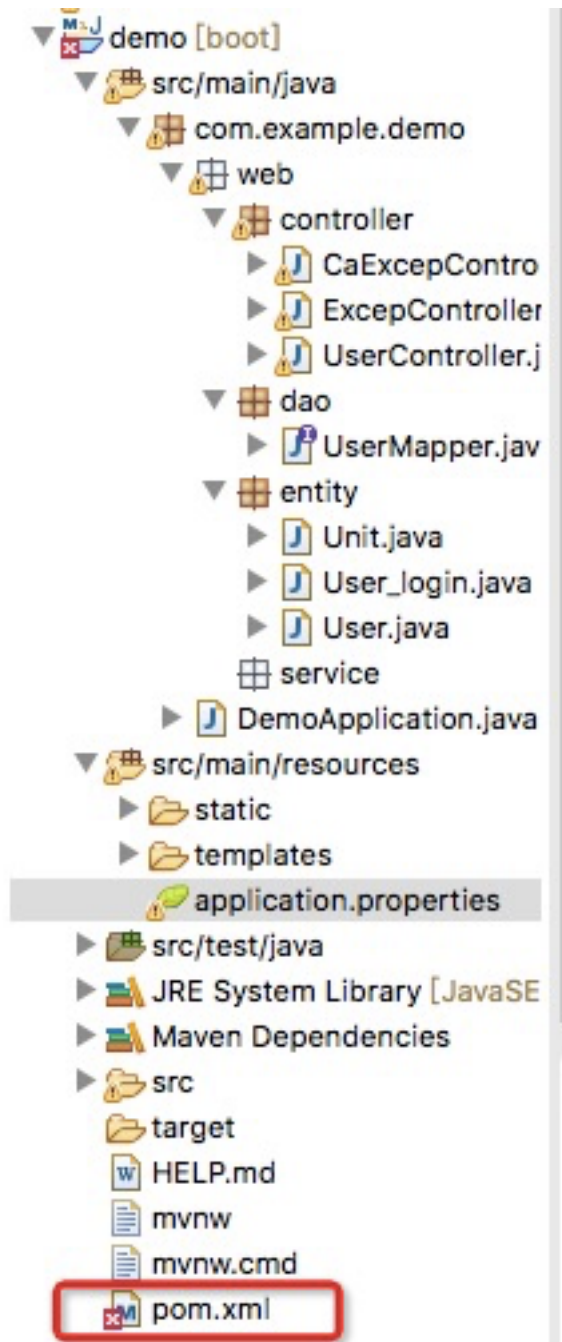 demo [boot]
src/main/java
com.example.demo
web
controller
CaExcepContro
ExcepController
UserController.j
dao
UserMapper.jav
entity
Unit.java
User_login.java
User.java
service
DemoApplication.java
src/main/resources
static
templates
application.properties
src/test/java
JRE System Library [JavaSE
Maven Dependencies
src
target
HELP.md
mvnw
mvnw.cmd
pom.xml